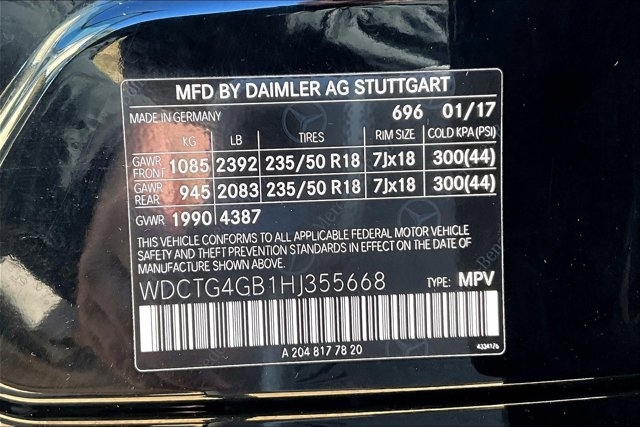 MFD BY DAIMLER AG STUTTGART
MADE IN GERMANY 696 01/17
KG LB TIRES RIM SIZE COLD KPA (PSI)
GAWR FRONT 1085 2392 235/50 R18 7Jx18 300(44)
GAWR REAR 945 2083 235/50 R18 7Jx18 300(44)
GVWR 1990 4387
THIS VEHICLE CONFORMS TO ALL APPLICABLE FEDERAL MOTOR VEHICLE
SAFETY AND THEFT PREVENTION STANDARDS IN EFFECT ON THE DATE
OF MANUFACTURE SHOWN ABOVE.
WDCTG4GB1HJ355668 TYPE: MPV
A 204 817 78 20 4334176